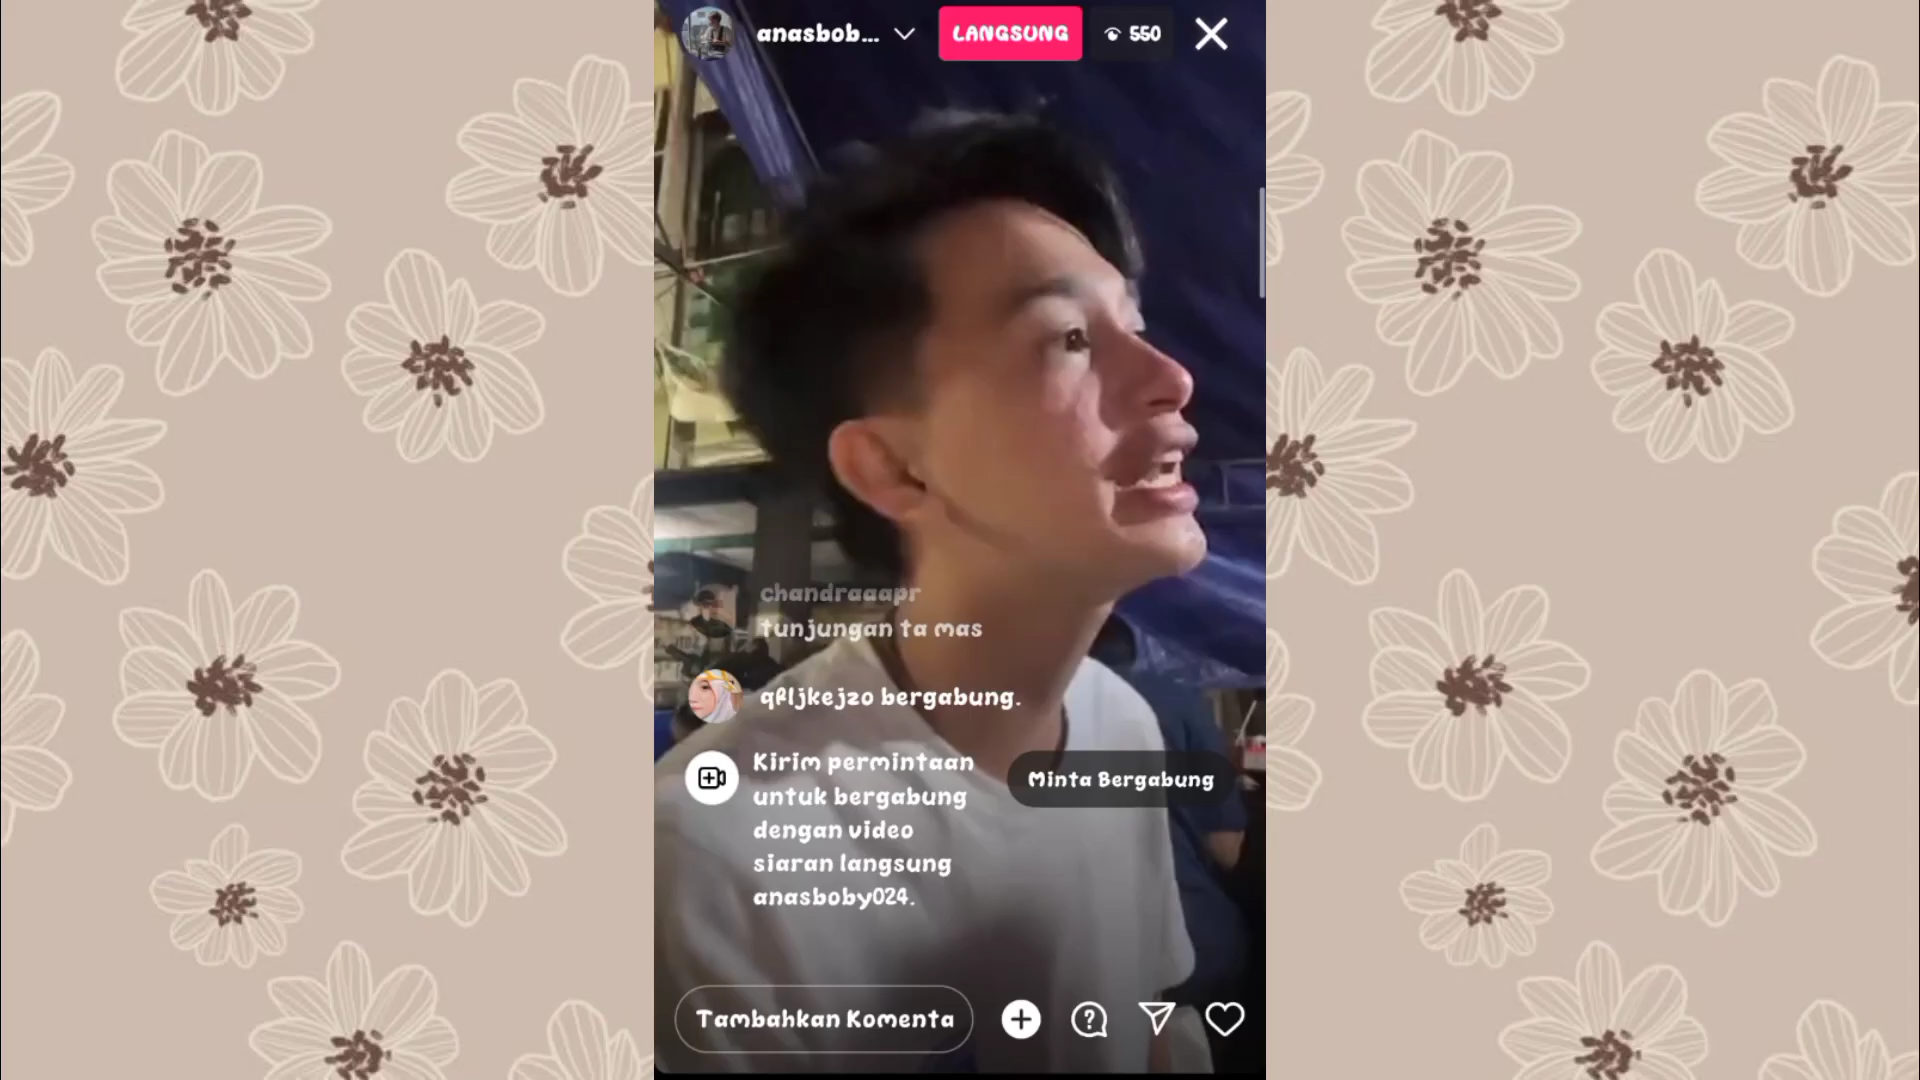 anasbob...
LANGSUNG
550
chandraaapr
tunjungan ta mas
qfljkejzo bergabung.
Kirim permintaan
untuk bergabung
dengan video
siaran langsung
anasboby024.
Minta Bergabung
Tambahkan Komenta